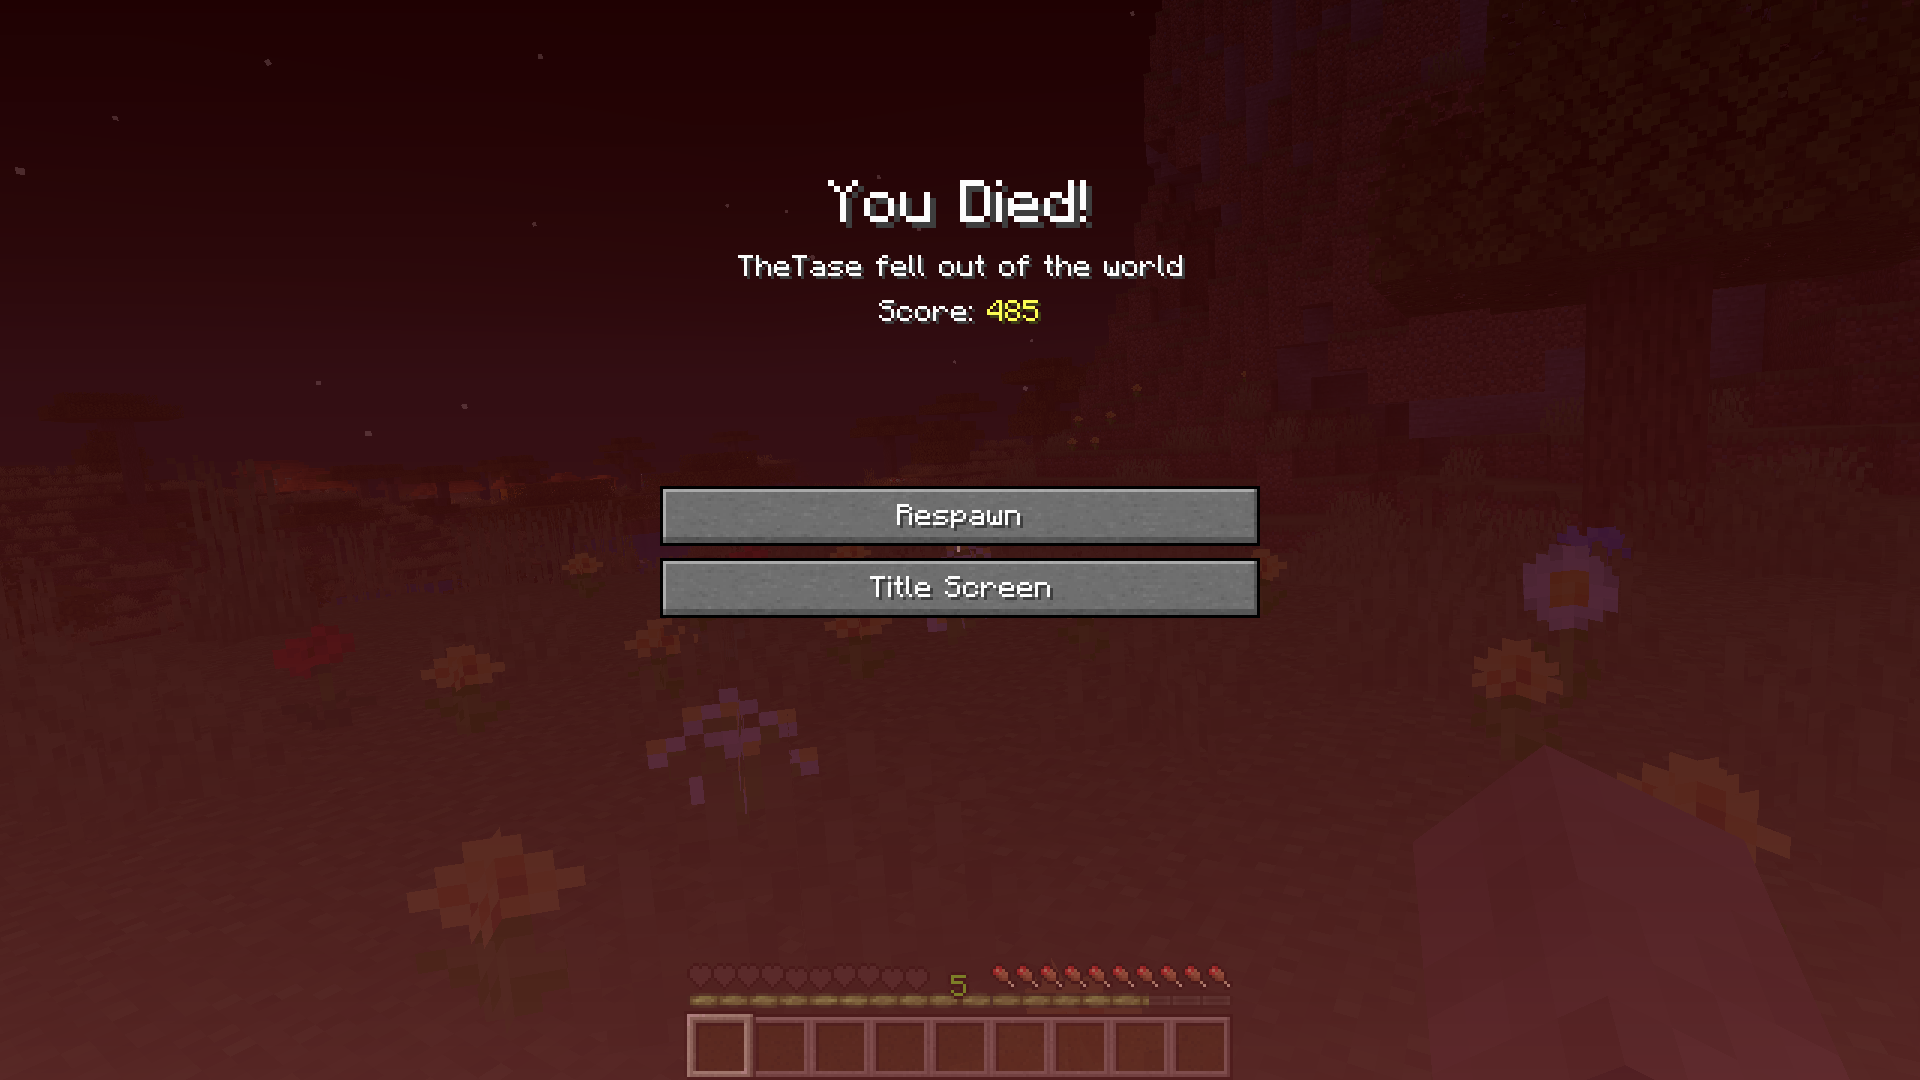 You Died!
TheTase fell out of the world
Score: 485
Respawn
Title Screen
5